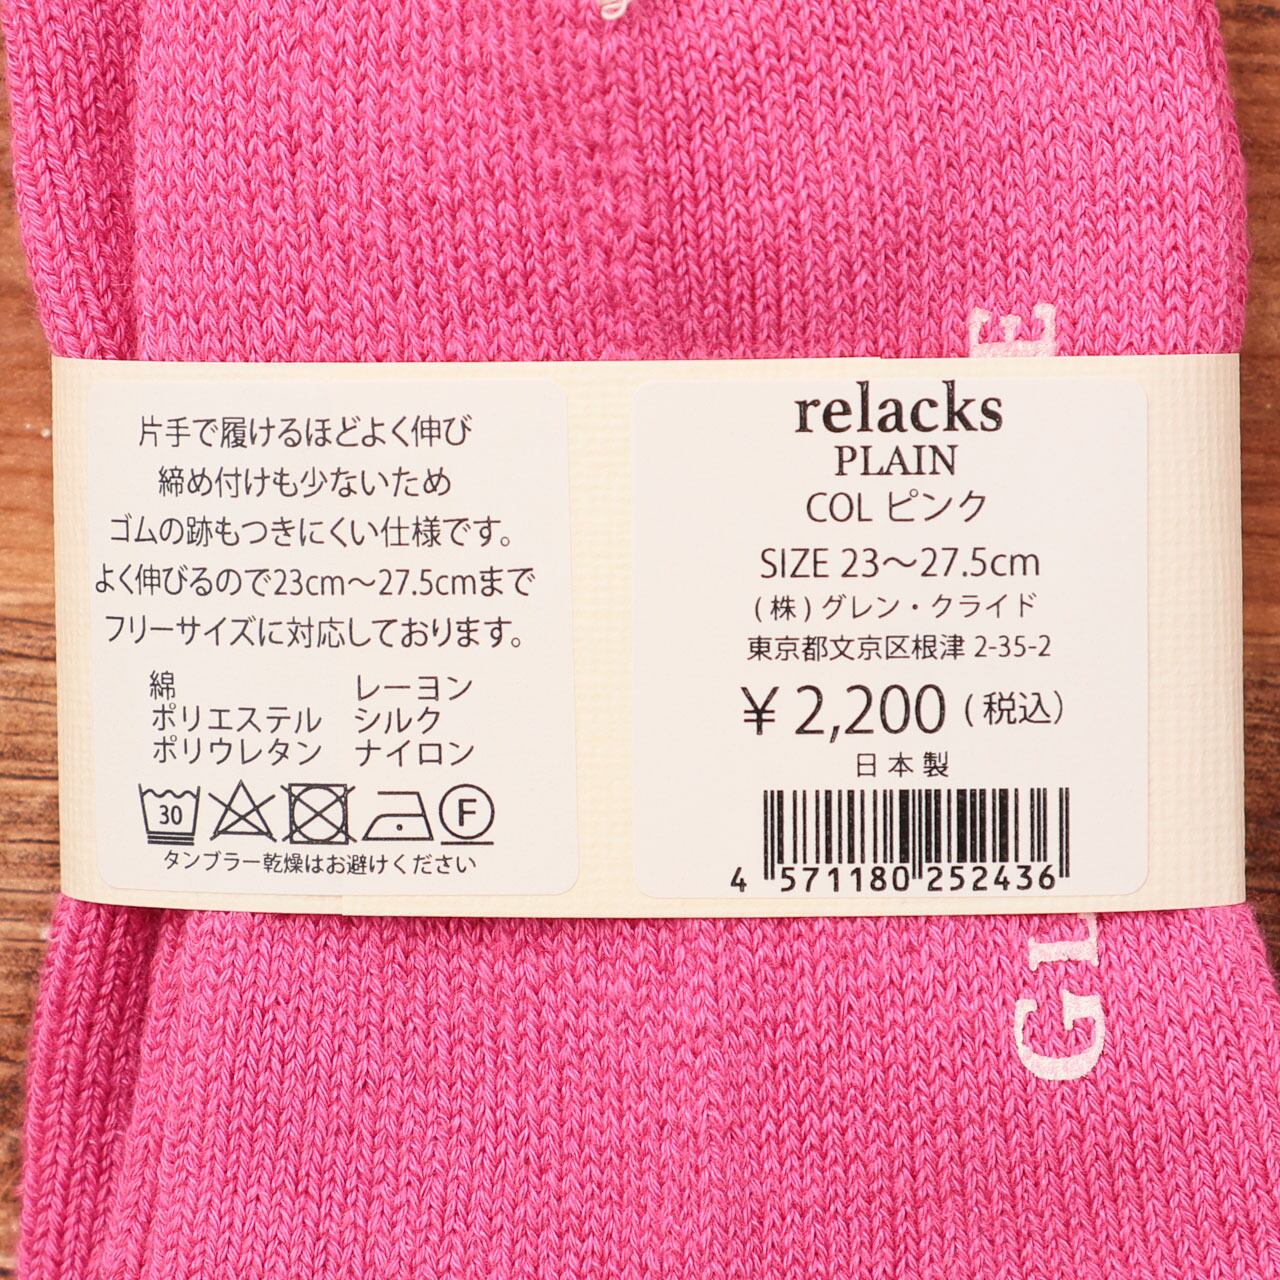 片手で履けるほどよく伸び
締め付けも少ないため
ゴムの跡もつきにくい仕様です。
よく伸びるので23cm〜27.5cmまで
フリーサイズに対応しております。
綿 レーヨン
ポリエステル シルク
ポリウレタン ナイロン
30 F
タンブラー乾燥はお避けください
relacks
PLAIN
COL ピンク
SIZE 23〜27.5cm
(株)グレン・クライド
東京都文京区根津 2-35-2
¥ 2,200 (税込)
日本製
4 571180 252436
GL
E